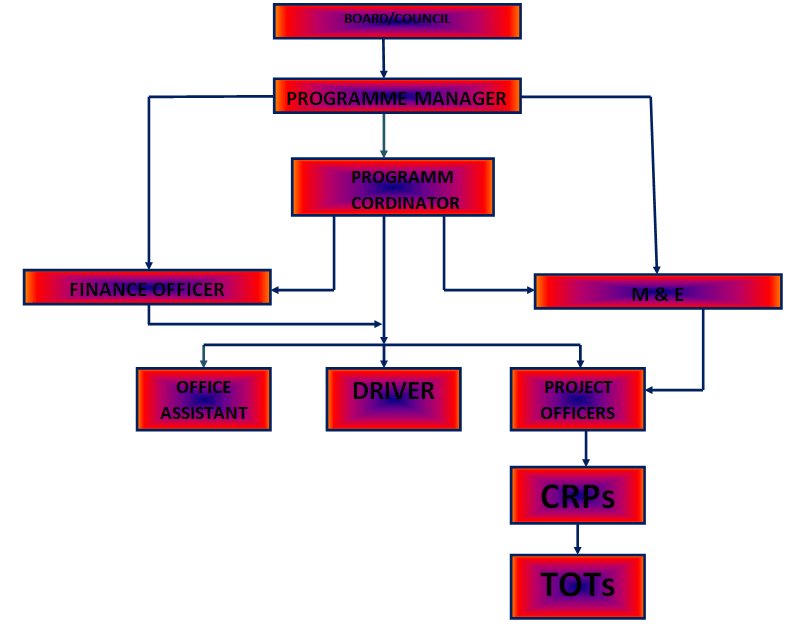 BOARD/COUNCIL
PROGRAMME MANAGER
PROGRAMM
CORDINATOR
FINANCE OFFICER
M & E
OFFICE
ASSISTANT
DRIVER
PROJECT
OFFICERS
CRPs
TOTs